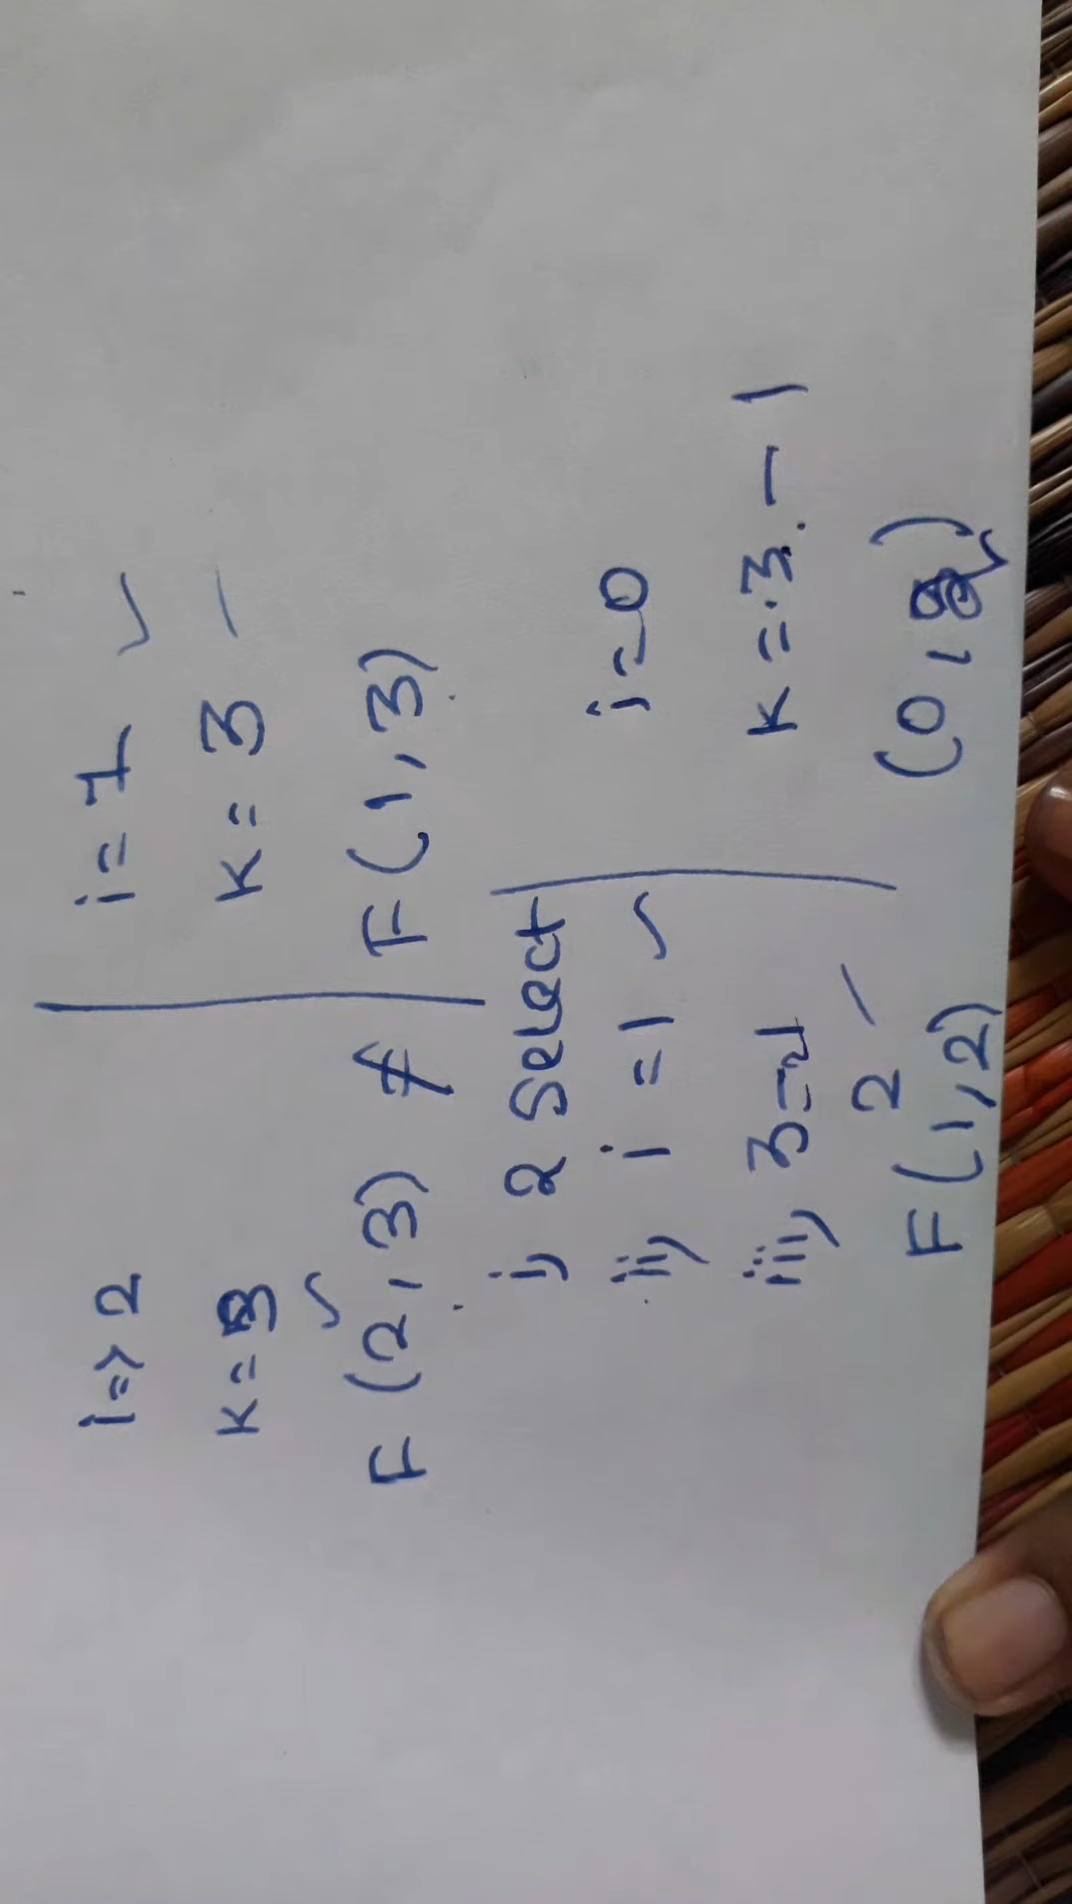 i => 2
K = 3
F (2, 3)
i = 1
K = 3
F (1, 3)
i, 2 Select
ii, i = 1
iii, 3 - 1
2
F (1, 2)
i = 0
K = 3 - 1
(0, 2)